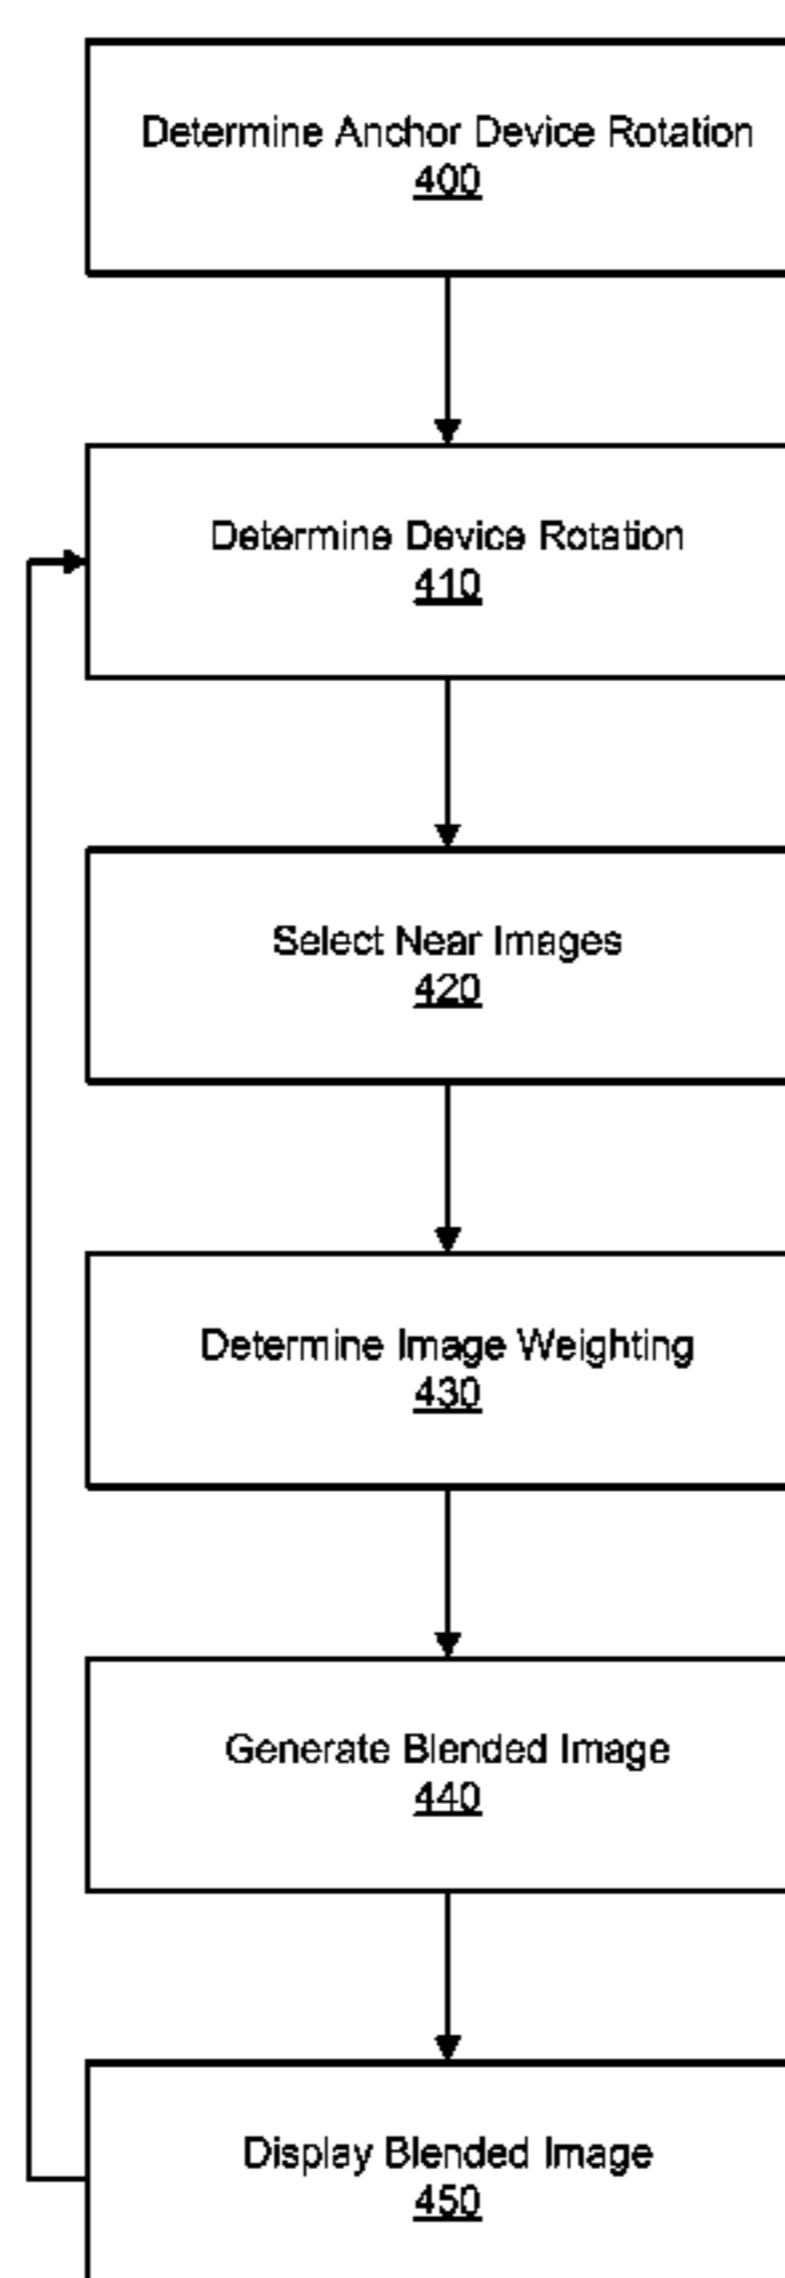 Determine Anchor Device Rotation
400
Determine Device Rotation
410
Select Near Images
420
Determine Image Weighting
430
Generate Blended Image
440
Display Blended Image
450